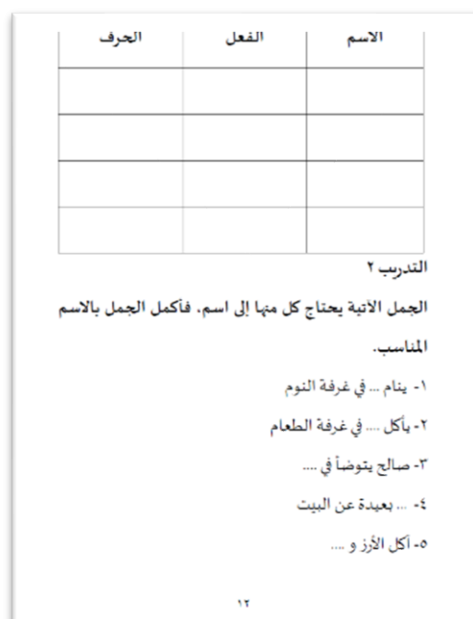 الاسم الفعل الحرف
التدريب ٢
الجمل الآتية يحتاج كل منها إلى اسم. فأكمل الجمل بالاسم
المناسب.
١- ينام ... في غرفة النوم
٢- يأكل .... في غرفة الطعام
٣- صالح يتوضأ في ....
٤- ... بعيدة عن البيت
٥- أكل الأرز و ....
١٢